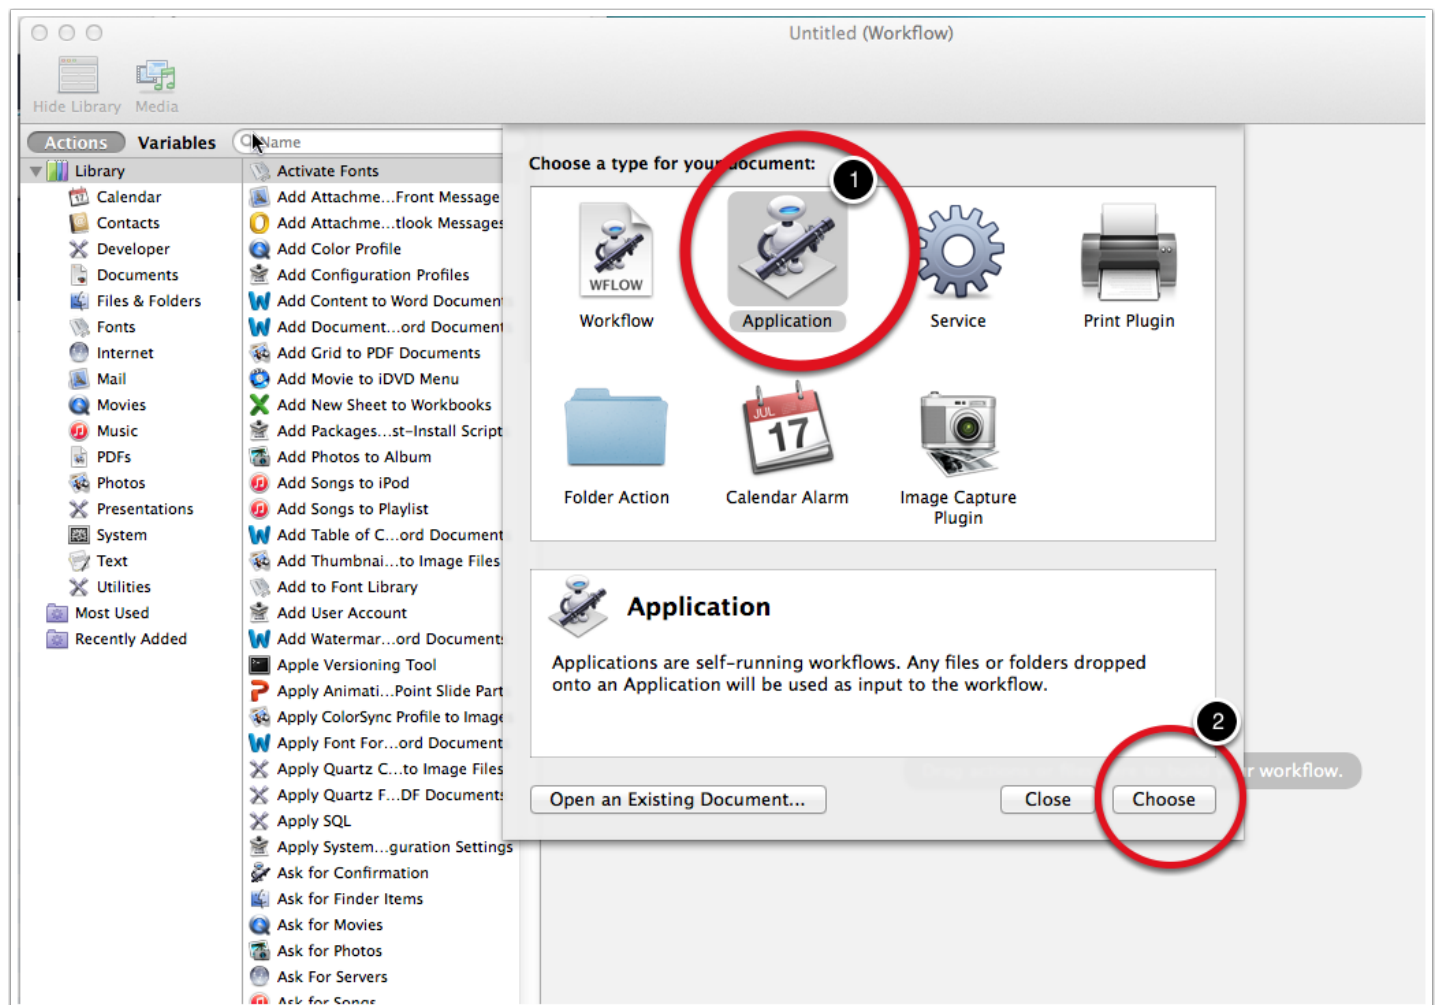 Untitled (Workflow)
Hide Library
Media
Actions
Variables
Name
Library
Calendar
Contacts
Developer
Documents
Files & Folders
Fonts
Internet
Mail
Movies
Music
PDFs
Photos
Presentations
System
Text
Utilities
Most Used
Recently Added
Activate Fonts
Add Attachme...Front Message
Add Attachme...tlook Messages
Add Color Profile
Add Configuration Profiles
Add Content to Word Documen
Add Document...ord Document
Add Grid to PDF Documents
Add Movie to iDVD Menu
Add New Sheet to Workbooks
Add Packages...st-Install Script
Add Photos to Album
Add Songs to iPod
Add Songs to Playlist
Add Table of C...ord Document
Add Thumbnai...to Image Files
Add to Font Library
Add User Account
Add Watermar...ord Documents
Apple Versioning Tool
Apply Animati...Point Slide Part
Apply ColorSync Profile to Image
Apply Font For...ord Document
Apply Quartz C...to Image Files
Apply Quartz F...DF Documents
Apply SQL
Apply System...guration Settings
Ask for Confirmation
Ask for Finder Items
Ask for Movies
Ask for Photos
Ask For Servers
Ask for Songs
Choose a type for your document:
1
WFLOW
Workflow
Application
Service
Print Plugin
JUL
17
Folder Action
Calendar Alarm
Image Capture
Plugin
Application
Applications are self-running workflows. Any files or folders dropped
onto an Application will be used as input to the workflow.
2
r workflow.
Open an Existing Document...
Close
Choose